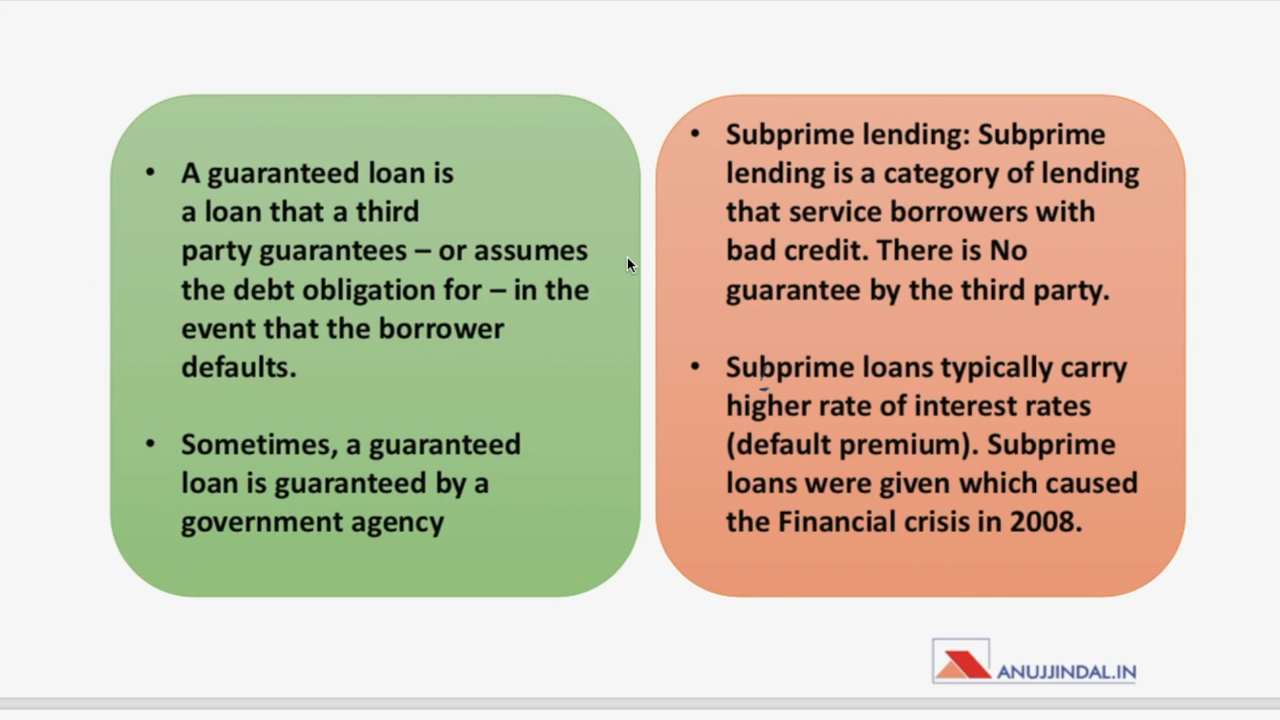 • A guaranteed loan is
a loan that a third
party guarantees – or assumes
the debt obligation for – in the
event that the borrower
defaults.
• Sometimes, a guaranteed
loan is guaranteed by a
government agency
• Subprime lending: Subprime
lending is a category of lending
that service borrowers with
bad credit. There is No
guarantee by the third party.
• Subprime loans typically carry
higher rate of interest rates
(default premium). Subprime
loans were given which caused
the Financial crisis in 2008.
ANUJJINDAL.IN